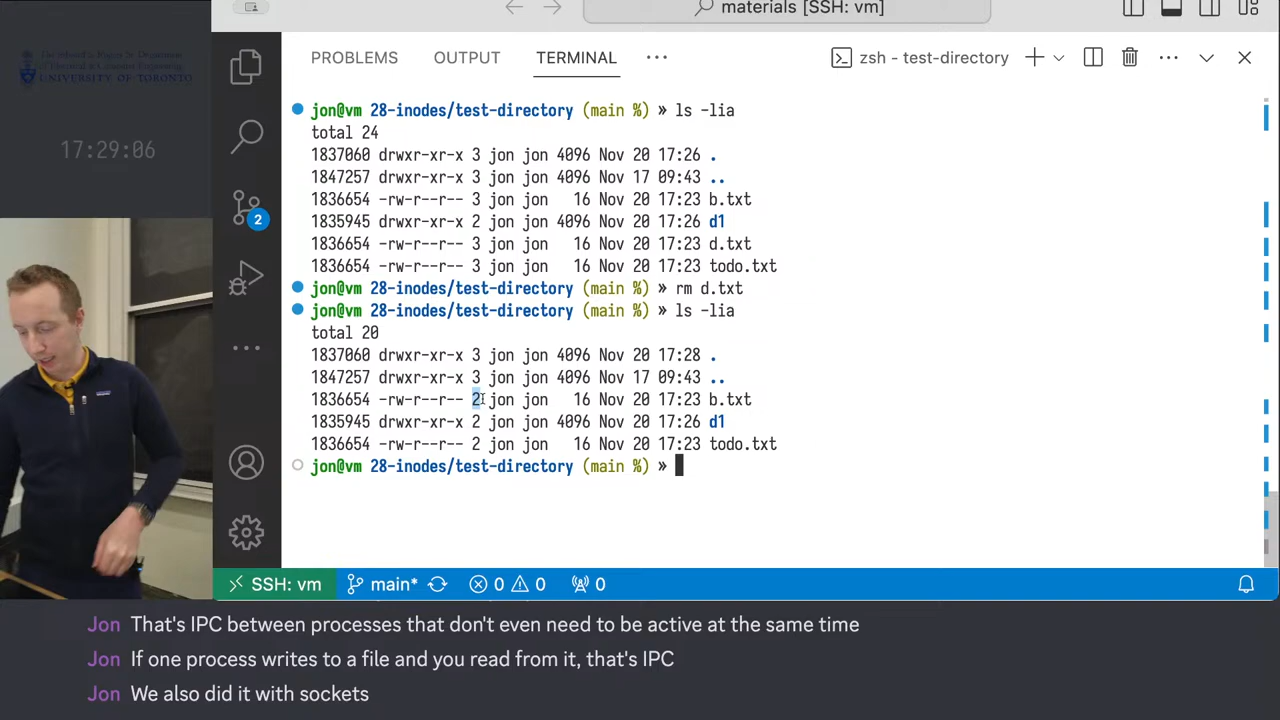 materials [SSH: vm]
UNIVERSITY OF TORONTO
17:29:06
PROBLEMS OUTPUT TERMINAL ··· zsh - test-directory
jon@vm 28-inodes/test-directory (main %) » ls -lia
total 24
1837060 drwxr-xr-x 3 jon jon 4096 Nov 20 17:26 .
1847257 drwxr-xr-x 3 jon jon 4096 Nov 17 09:43 ..
1836654 -rw-r--r-- 3 jon jon 16 Nov 20 17:23 b.txt
1835945 drwxr-xr-x 2 jon jon 4096 Nov 20 17:26 d1
1836654 -rw-r--r-- 3 jon jon 16 Nov 20 17:23 d.txt
1836654 -rw-r--r-- 3 jon jon 16 Nov 20 17:23 todo.txt
jon@vm 28-inodes/test-directory (main %) » rm d.txt
jon@vm 28-inodes/test-directory (main %) » ls -lia
total 20
1837060 drwxr-xr-x 3 jon jon 4096 Nov 20 17:28 .
1847257 drwxr-xr-x 3 jon jon 4096 Nov 17 09:43 ..
1836654 -rw-r--r-- 2 jon jon 16 Nov 20 17:23 b.txt
1835945 drwxr-xr-x 2 jon jon 4096 Nov 20 17:26 d1
1836654 -rw-r--r-- 2 jon jon 16 Nov 20 17:23 todo.txt
jon@vm 28-inodes/test-directory (main %) »
2
SSH: vm main* 0 0 0
Jon That's IPC between processes that don't even need to be active at the same time
Jon If one process writes to a file and you read from it, that's IPC
Jon We also did it with sockets